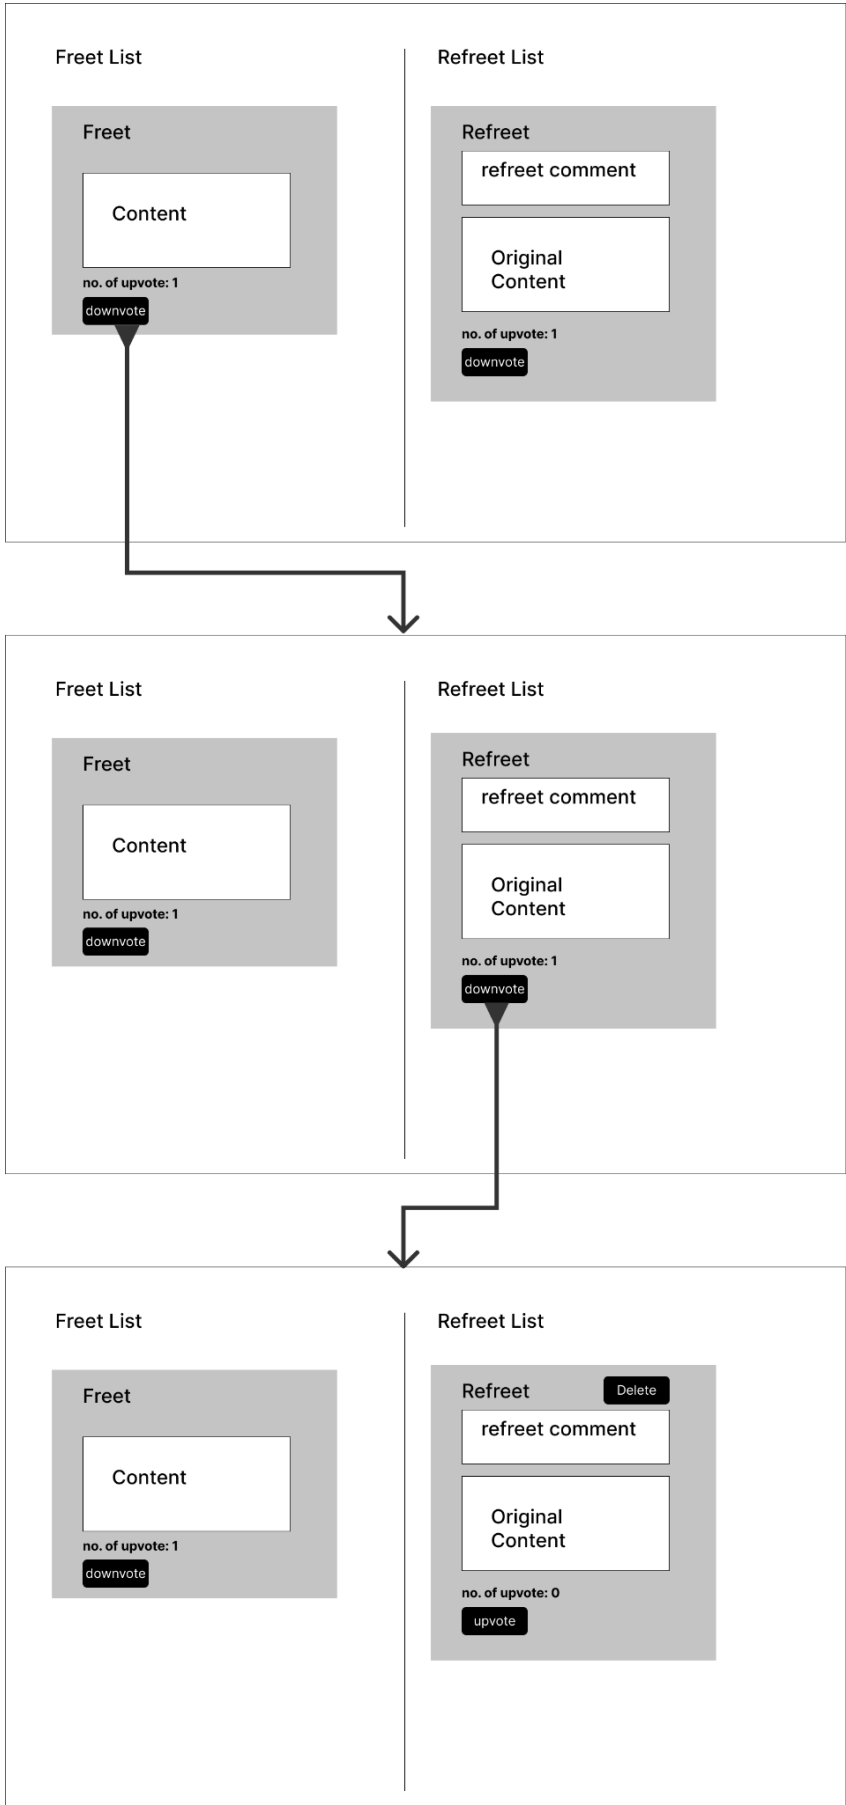 Freet List
Refreet List
Freet
Content
no. of upvote: 1
downvote
Refreet
refreet comment
Original
Content
no. of upvote: 1
downvote
Freet List
Refreet List
Freet
Content
no. of upvote: 1
downvote
Refreet
refreet comment
Original
Content
no. of upvote: 1
downvote
Freet List
Refreet List
Freet
Content
no. of upvote: 1
downvote
Refreet
Delete
refreet comment
Original
Content
no. of upvote: 0
upvote